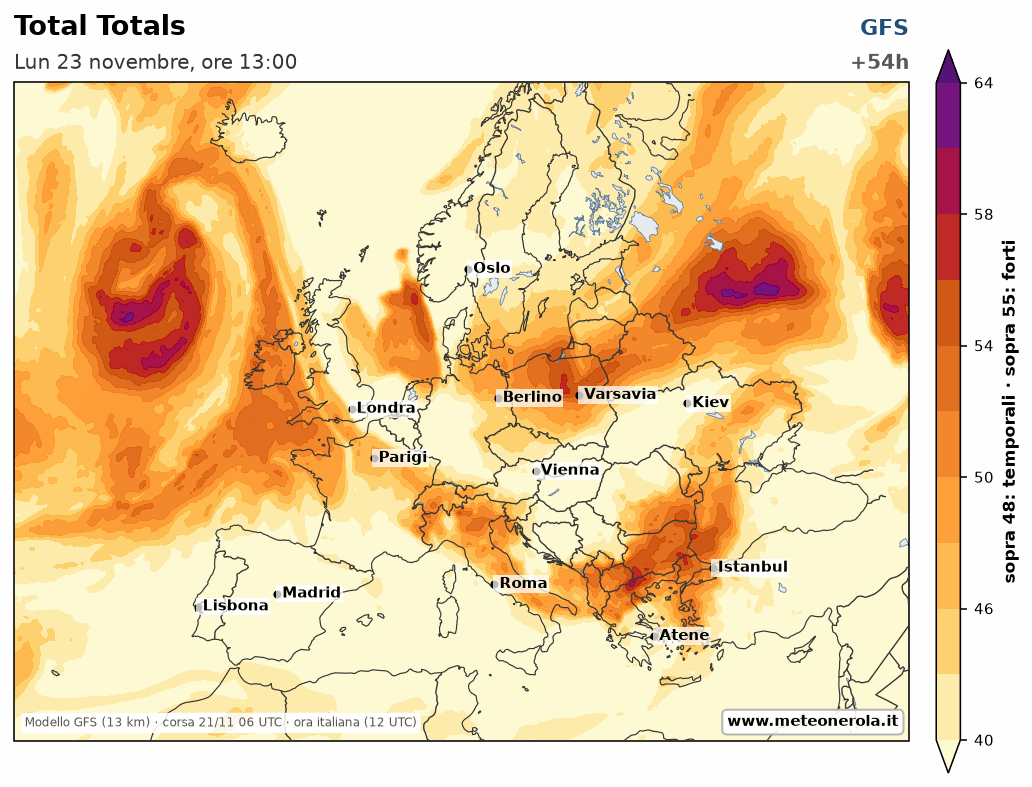 Total Totals
GFS
Lun 23 novembre, ore 13:00
+54h
64
58
54
50
46
40
sopra 48: temporali · sopra 55: forti
Oslo
Londra
Berlino
Varsavia
Kiev
Parigi
Vienna
Istanbul
Roma
Madrid
Lisbona
Atene
Modello GFS (13 km) · corsa 21/11 06 UTC · ora italiana (12 UTC)
www.meteonerola.it